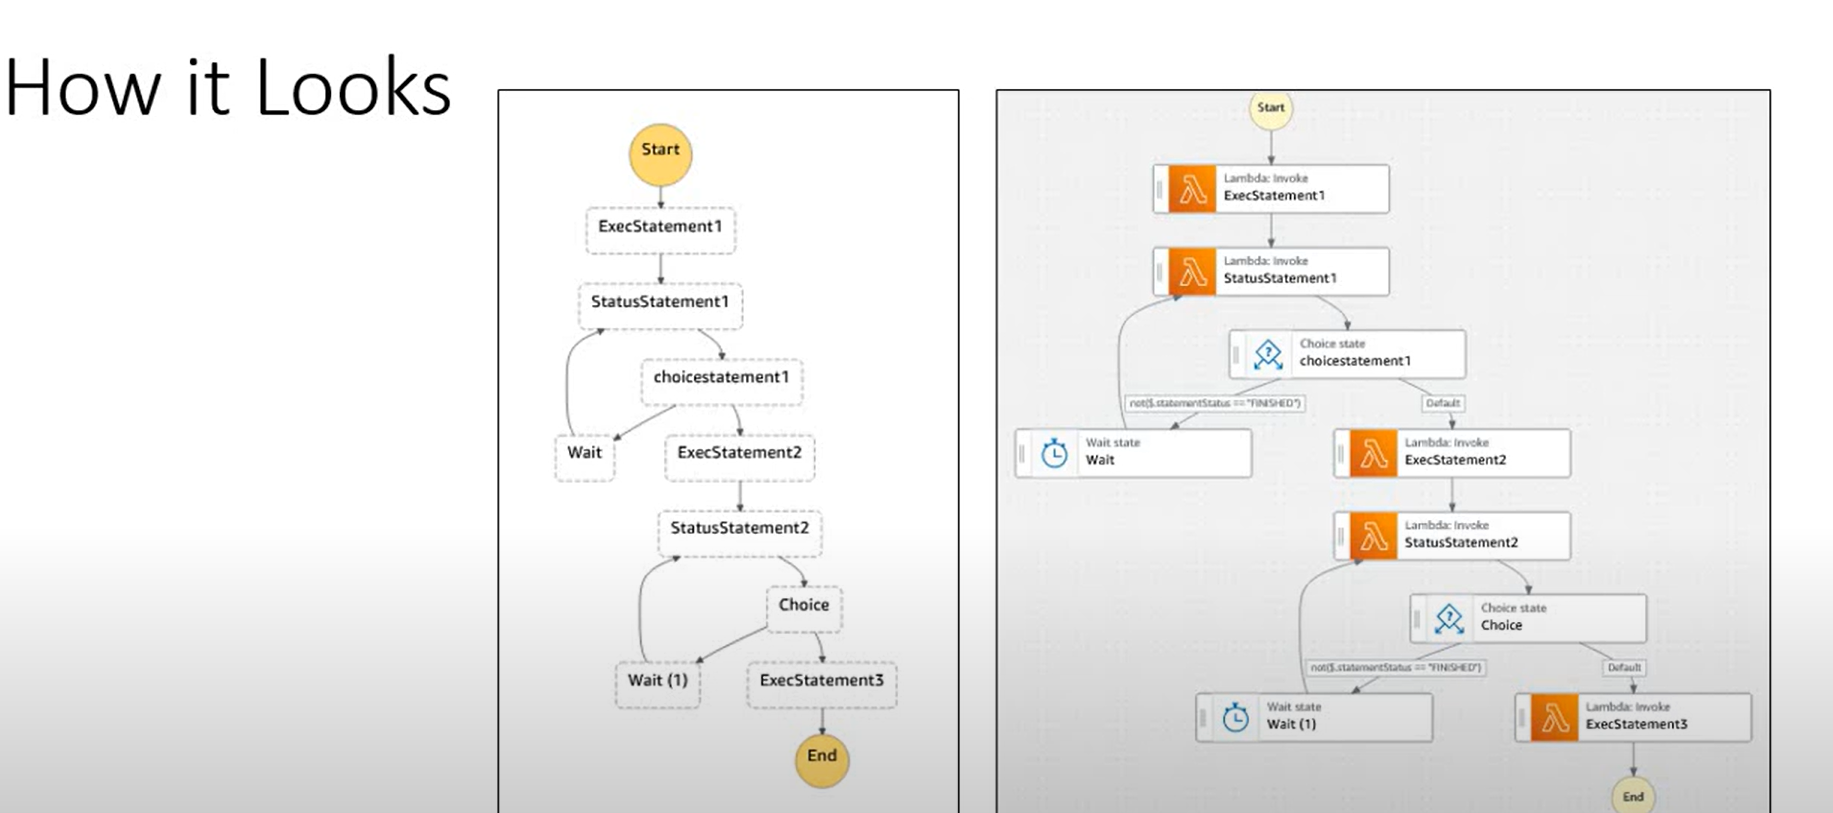 How it Looks
Start
ExecStatement1
StatusStatement1
choicestatement1
Wait
ExecStatement2
StatusStatement2
Choice
Wait (1)
ExecStatement3
End
Start
Lambda: Invoke
ExecStatement1
Lambda: Invoke
StatusStatement1
Choice state
choicestatement1
not($.statementStatus == "FINISHED")
Default
Wait state
Wait
Lambda: Invoke
ExecStatement2
Lambda: Invoke
StatusStatement2
Choice state
Choice
not($.statementStatus == "FINISHED")
Default
Wait state
Wait (1)
Lambda: Invoke
ExecStatement3
End